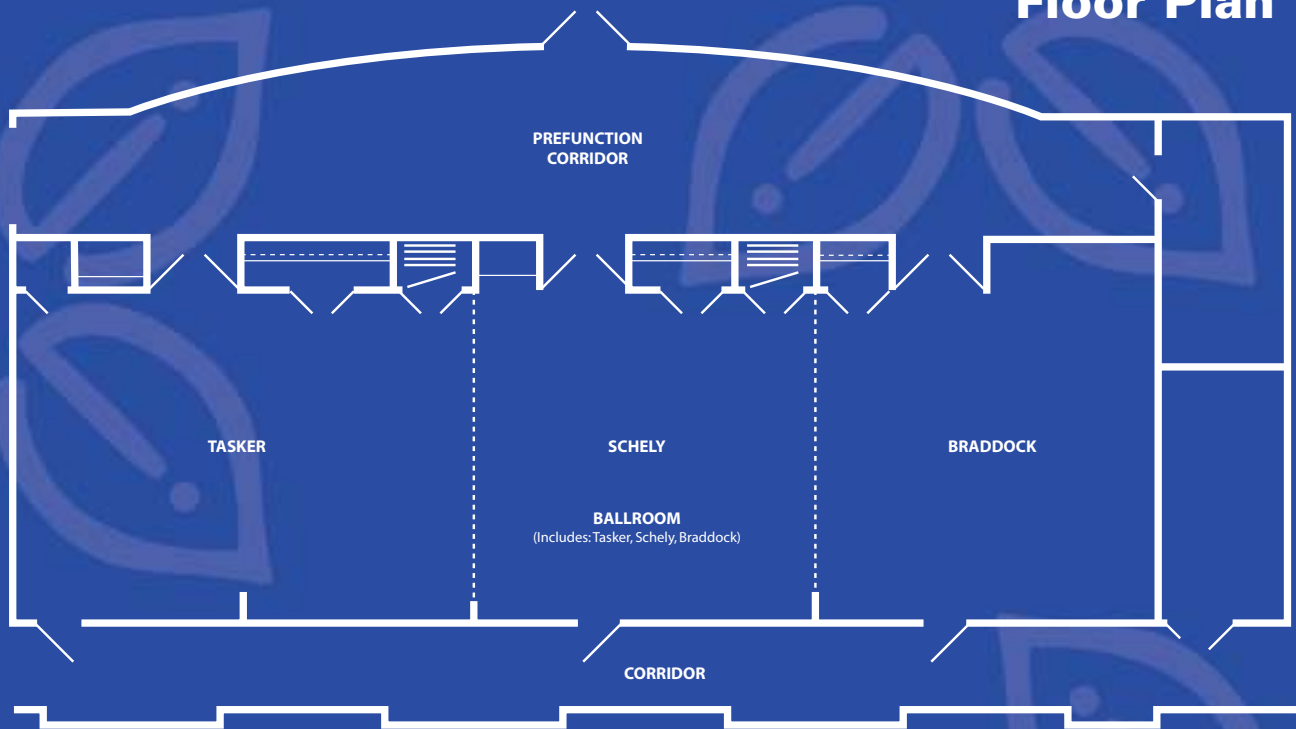 Floor Plan
PREFUNCTION
CORRIDOR
TASKER
SCHELY
BRADDOCK
BALLROOM
(Includes: Tasker, Schely, Braddock)
CORRIDOR